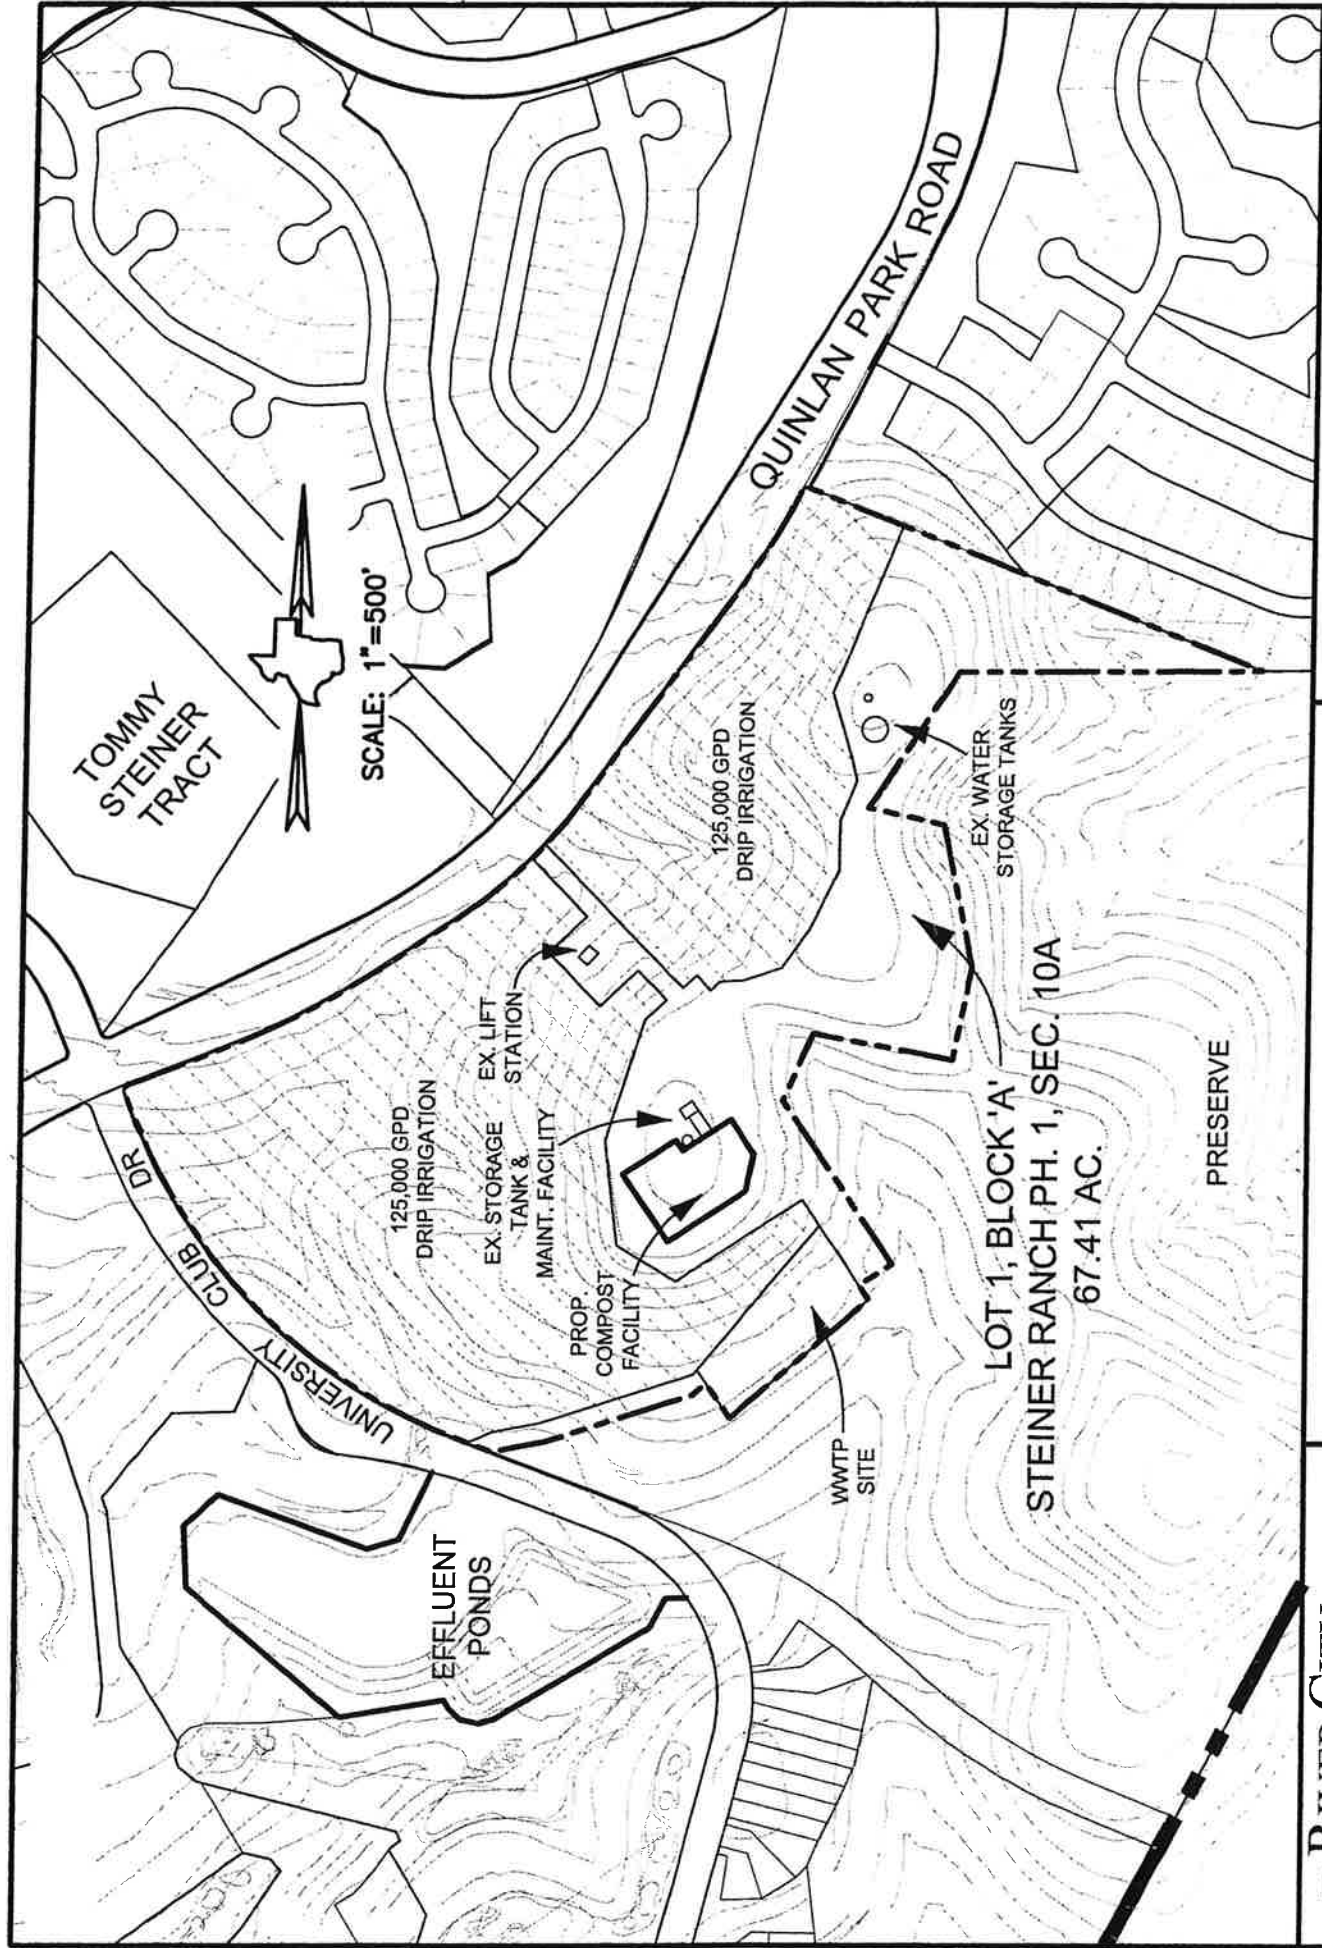 TOMMY
STEINER
TRACT
SCALE: 1"=500'
QUINLAN PARK ROAD
UNIVERSITY CLUB DR
125,000 GPD
DRIP IRRIGATION
EX. LIFT
STATION
EX. STORAGE
TANK &
MAINT. FACILITY
125,000 GPD
DRIP IRRIGATION
PROP
COMPOST
FACILITY
EX. WATER
STORAGE TANKS
EFFLUENT
PONDS
WWTP
SITE
LOT 1, BLOCK 'A'
STEINER RANCH PH. 1, SEC. 10A
67.41 AC.
PRESERVE